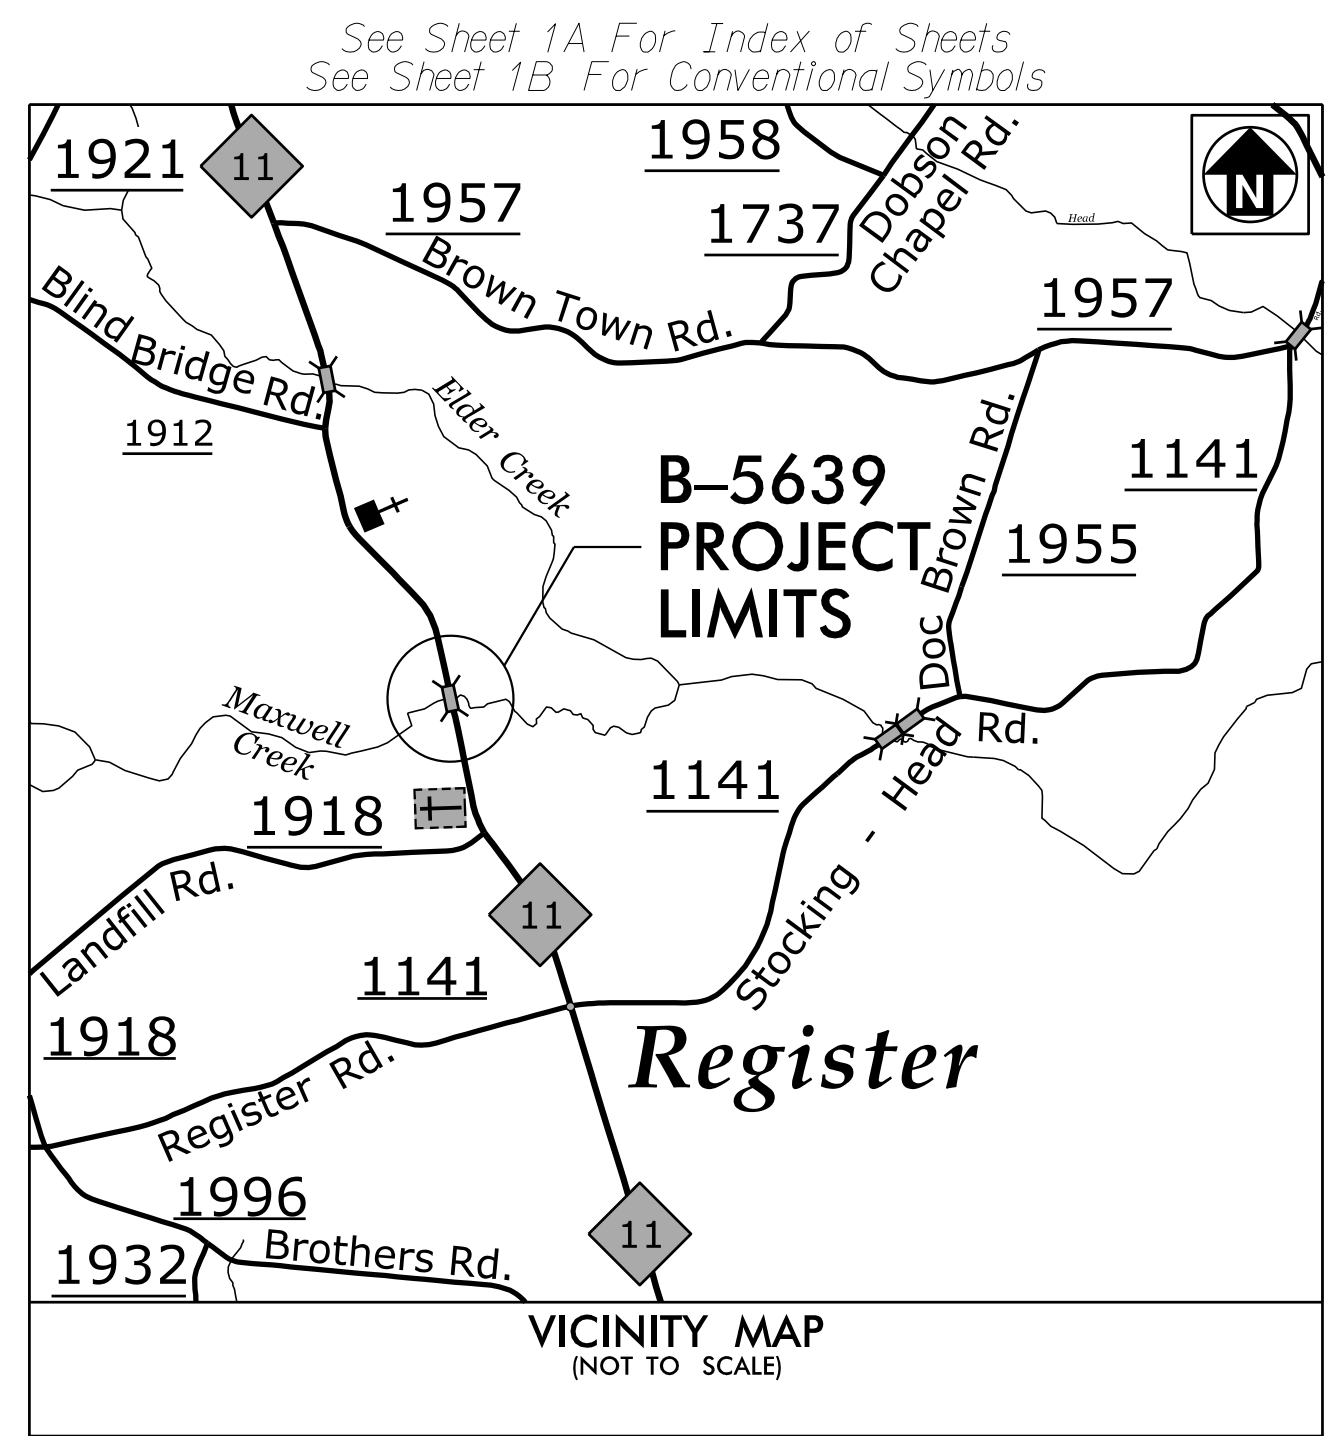 See Sheet 1A For Index of Sheets
See Sheet 1B For Conventional Symbols
1921
11
1957
1958
1737
Dobson
Chapel Rd.
Head
N
Blind Bridge Rd.
Brown Town Rd.
1957
Rd.
1912
Elder Creek
B-5639
PROJECT
LIMITS
Doc Brown Rd.
1141
1955
Maxwell
Creek
1918
1141
Stocking - Head Rd.
Landfill Rd.
11
1141
1918
Register
Register Rd.
1996
1932
Brothers Rd.
11
VICINITY MAP
(NOT TO SCALE)